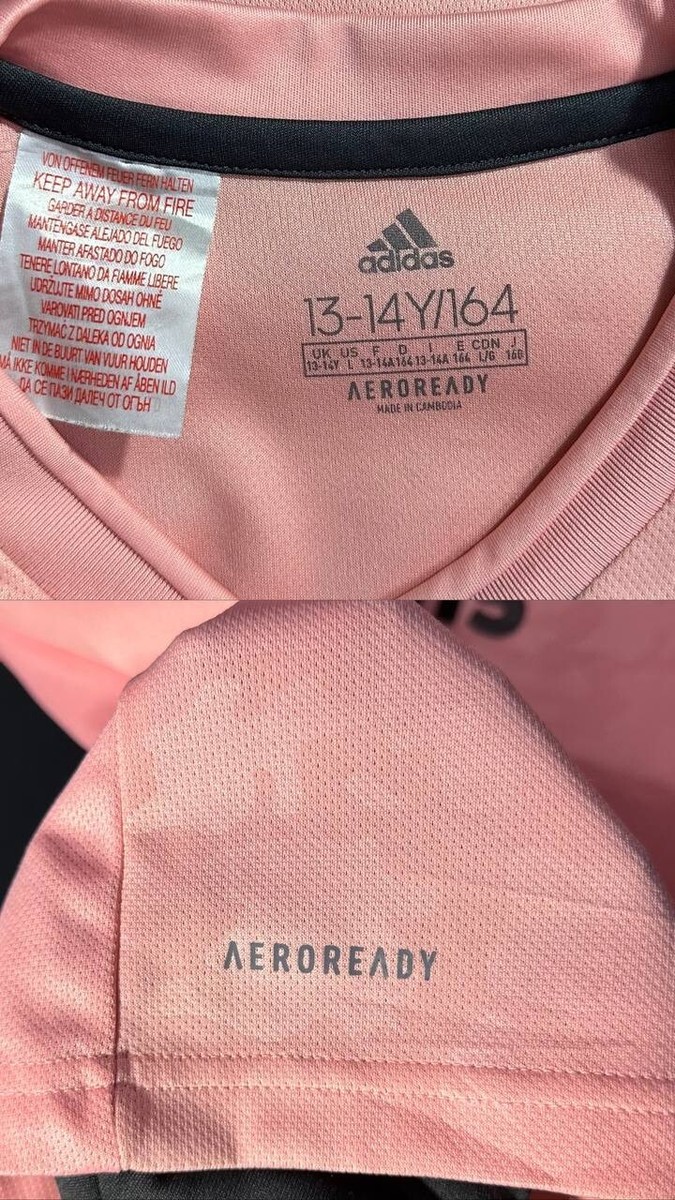 VON OFFENEM FEUER FERN HALTEN
KEEP AWAY FROM FIRE
GARDER À DISTANCE DU FEU
MANTÉNGASE ALEJADO DEL FUEGO
MANTER AFASTADO DO FOGO
TENERE LONTANO DA FIAMME LIBERE
UDRZUJTE MIMO DOSAH OHNĚ
VAROVATI PRED OGNJEM
TRZYMAĆ Z DALEKA OD OGNIA
NIET IN DE BUURT VAN VUUR HOUDEN
MÅ IKKE KOMME I NÆRHEDEN AF ÅBEN ILD
ДА СЕ ПАЗИ ДАЛЕЧ ОТ ОГЪН
adidas
13-14Y/164
UK US F D I E CDN J
13-14Y L 13-14A 164 13-14A 164 L/G 160
AEROREADY
MADE IN CAMBODIA
AEROREADY